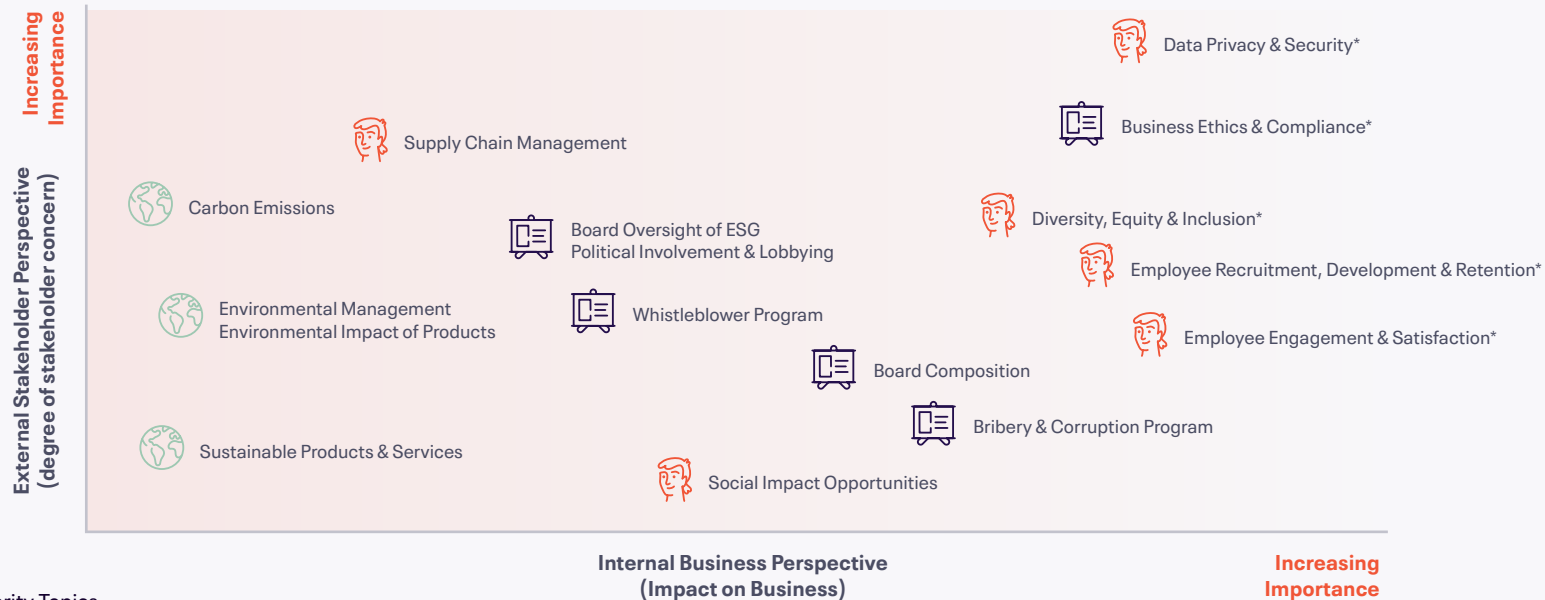 Increasing
Importance
External Stakeholder Perspective
(degree of stakeholder concern)
Data Privacy & Security*
Business Ethics & Compliance*
Supply Chain Management
Carbon Emissions
Diversity, Equity & Inclusion*
Board Oversight of ESG
Political Involvement & Lobbying
Employee Recruitment, Development & Retention*
Environmental Management
Environmental Impact of Products
Whistleblower Program
Employee Engagement & Satisfaction*
Board Composition
Bribery & Corruption Program
Sustainable Products & Services
Social Impact Opportunities
Internal Business Perspective
(Impact on Business)
Increasing
Importance
Topics